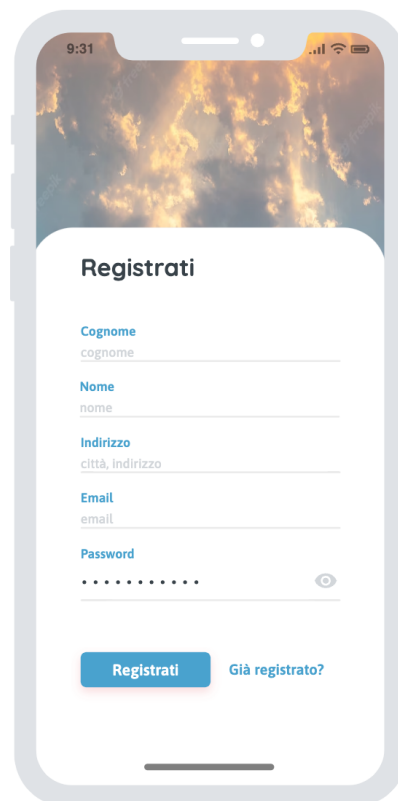 9:31
Registrati
Cognome
cognome
Nome
nome
Indirizzo
città, indirizzo
Email
email
Password
Registrati Già registrato?